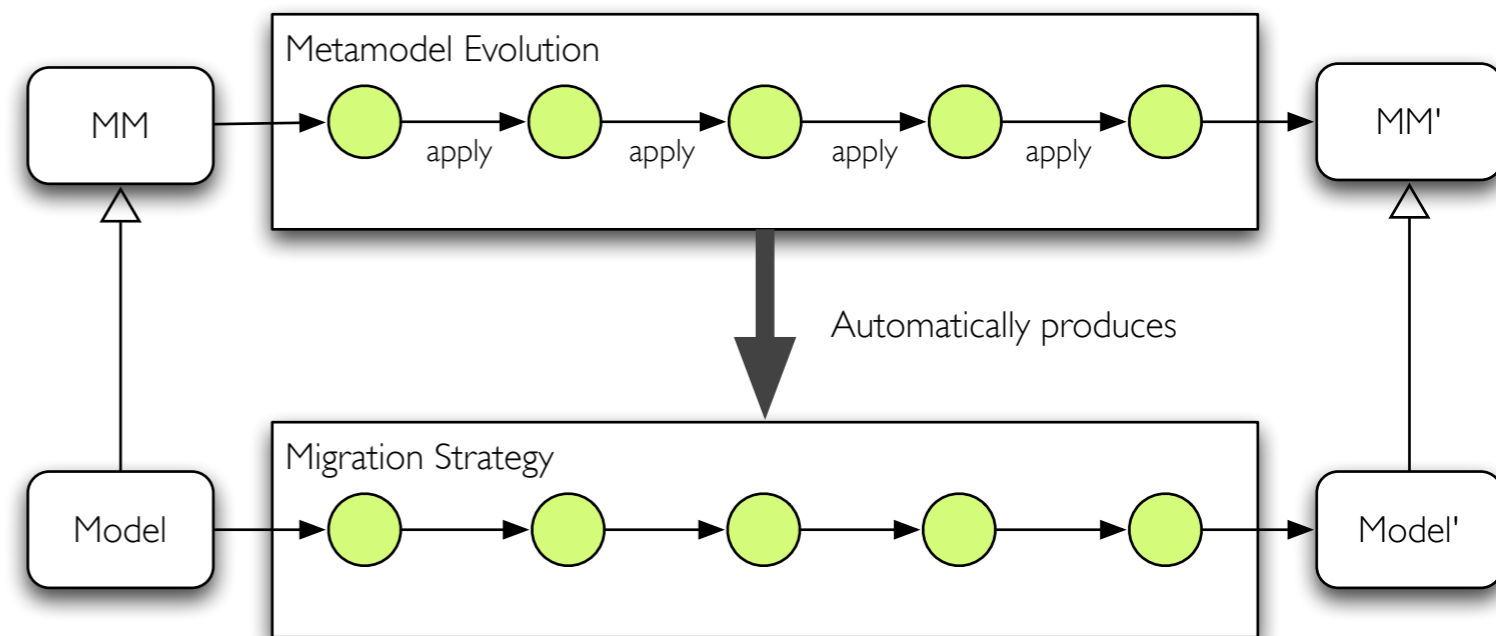 Metamodel Evolution
MM
apply
apply
apply
apply
MM'
Automatically produces
Migration Strategy
Model
Model'